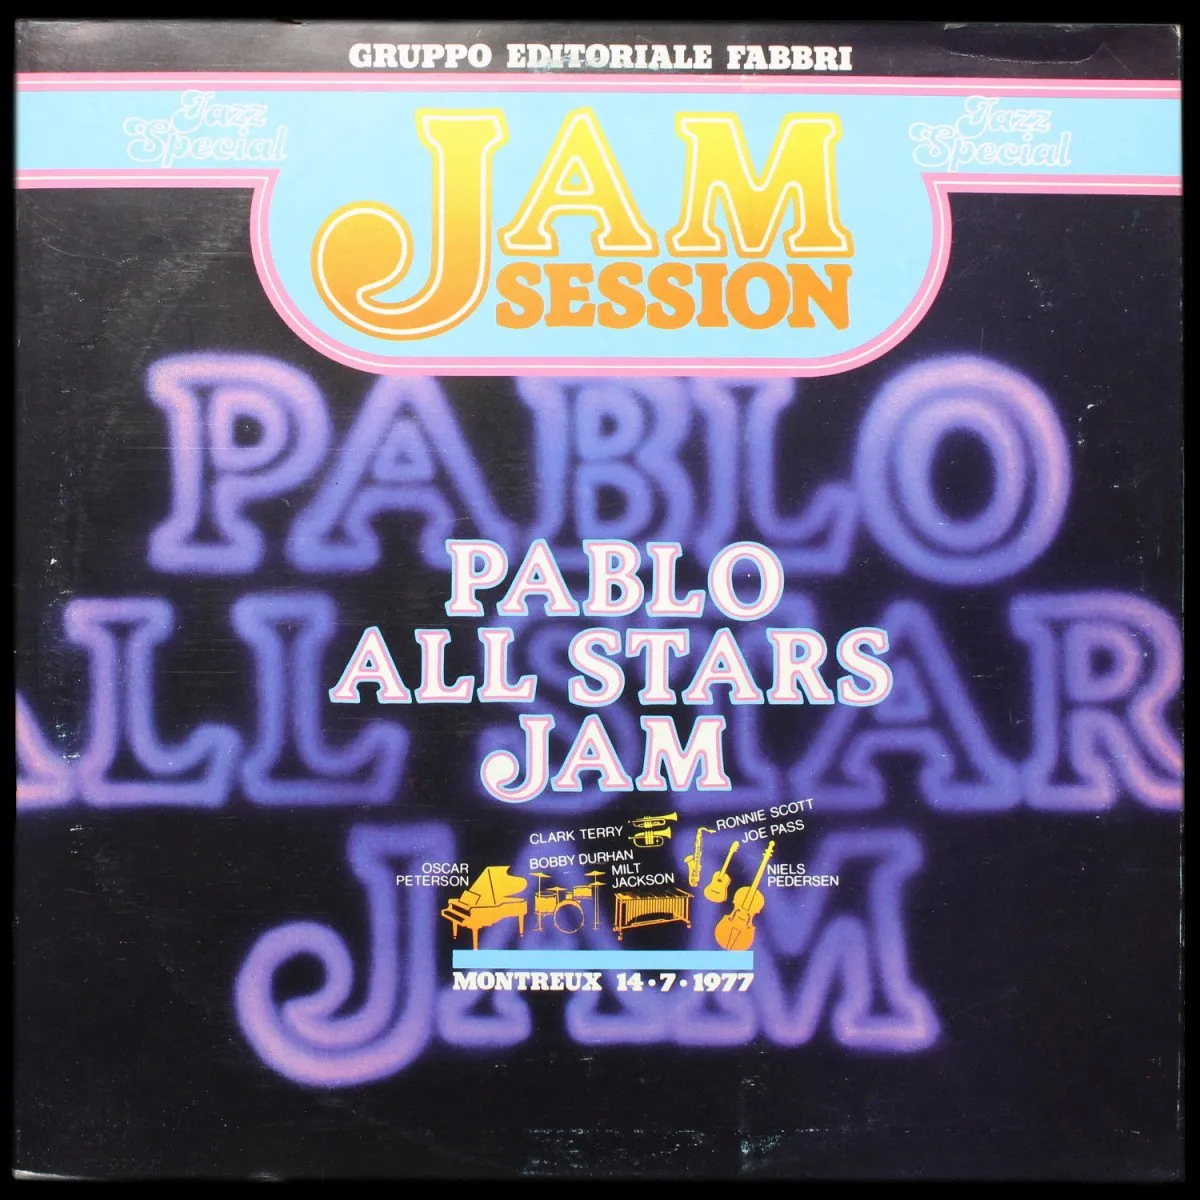 GRUPPO EDITORIALE FABBRI
Jazz
Special
Jazz
Special
JAM
SESSION
PABLO
ALL STAR
JAM
PABLO
ALL STARS
JAM
CLARK TERRY
RONNIE SCOTT
JOE PASS
OSCAR
PETERSON
BOBBY DURHAN
MILT
JACKSON
NIELS
PEDERSEN
MONTREUX 14•7•1977